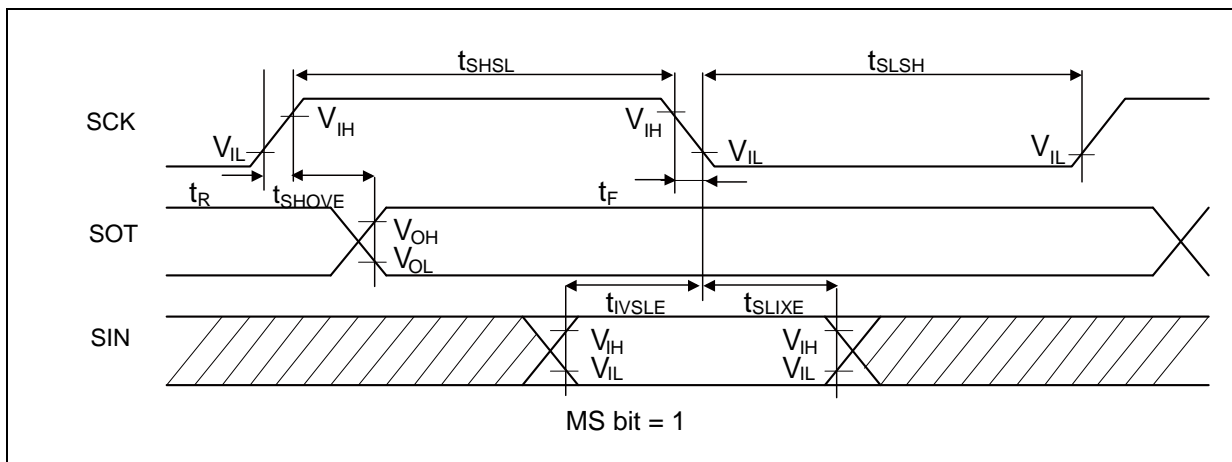 tSHSL tSLSH
SCK VIH VIH
VIL VIL VIL
tR tSHOVE tF
SOT VOH
VOL
tIVSLE tSLIXE
SIN VIH VIH
VIL VIL
MS bit = 1